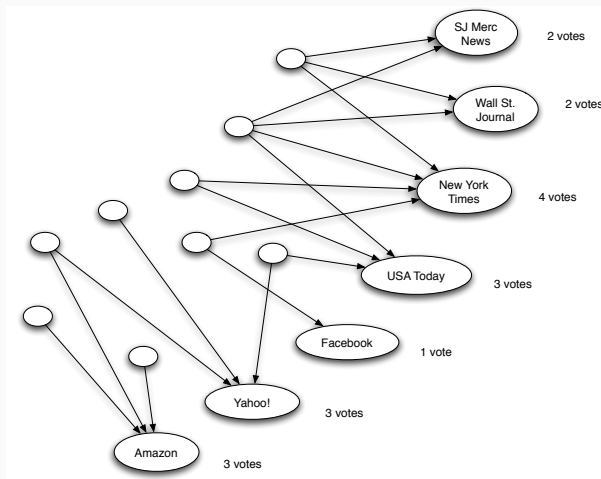 SJ Merc
News
2 votes
Wall St.
Journal
2 votes
New York
Times
4 votes
USA Today
3 votes
Facebook
1 vote
Yahoo!
3 votes
Amazon
3 votes